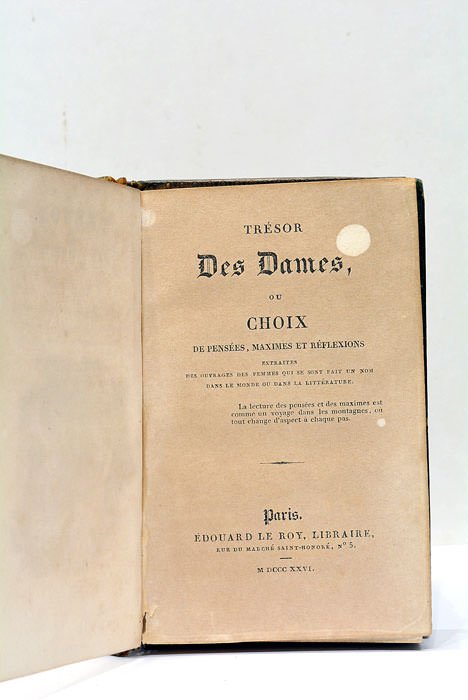 TRÉSOR
Des Dames,
OU
CHOIX
DE PENSÉES, MAXIMES ET RÉFLEXIONS
EXTRAITES
DES OUVRAGES DES FEMMES QUI SE SONT FAIT UN NOM
DANS LE MONDE OU DANS LA LITTÉRATURE.
La lecture des pensées et des maximes est
comme un voyage dans les montagnes, on
tout change d'aspect à chaque pas.
Paris.
ÉDOUARD LE ROY, LIBRAIRE,
RUE DU MARCHÉ SAINT-HONORÉ, N° 5.
M DCCC XXVI.